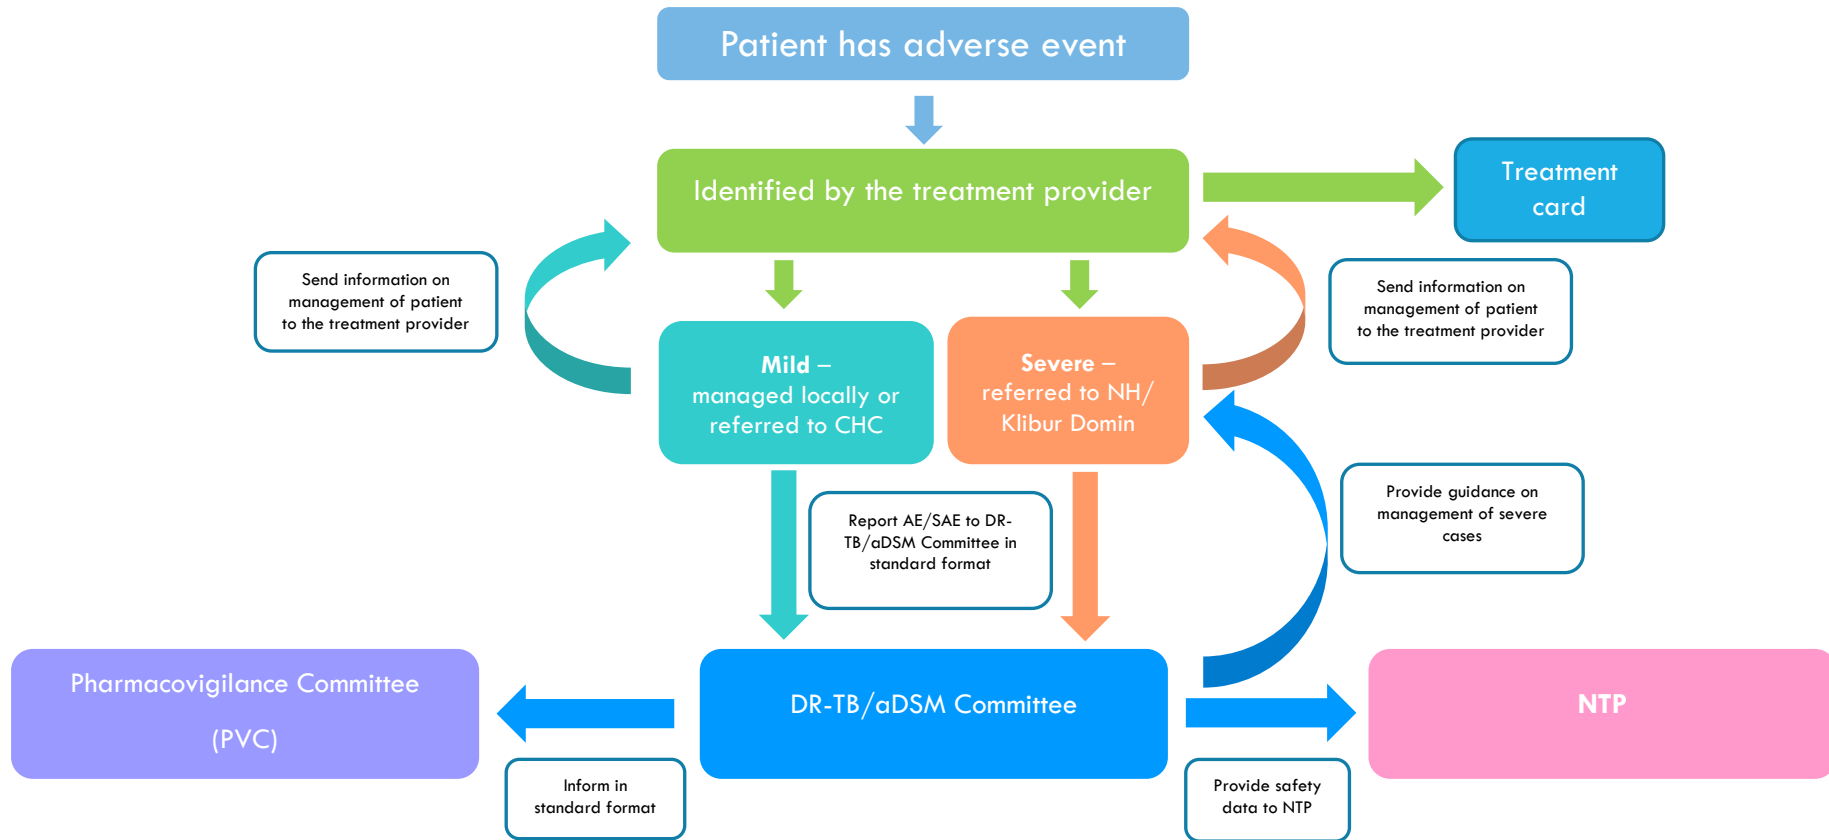 Patient has adverse event
Identified by the treatment provider
Treatment
card
Send information on
management of patient
to the treatment provider
Send information on
management of patient
to the treatment provider
Mild –
managed locally or
referred to CHC
Severe –
referred to NH/
Klibur Domin
Report AE/SAE to DR-
TB/aDSM Committee in
standard format
Provide guidance on
management of severe
cases
Pharmacovigilance Committee
(PVC)
DR-TB/aDSM Committee
NTP
Inform in
standard format
Provide safety
data to NTP